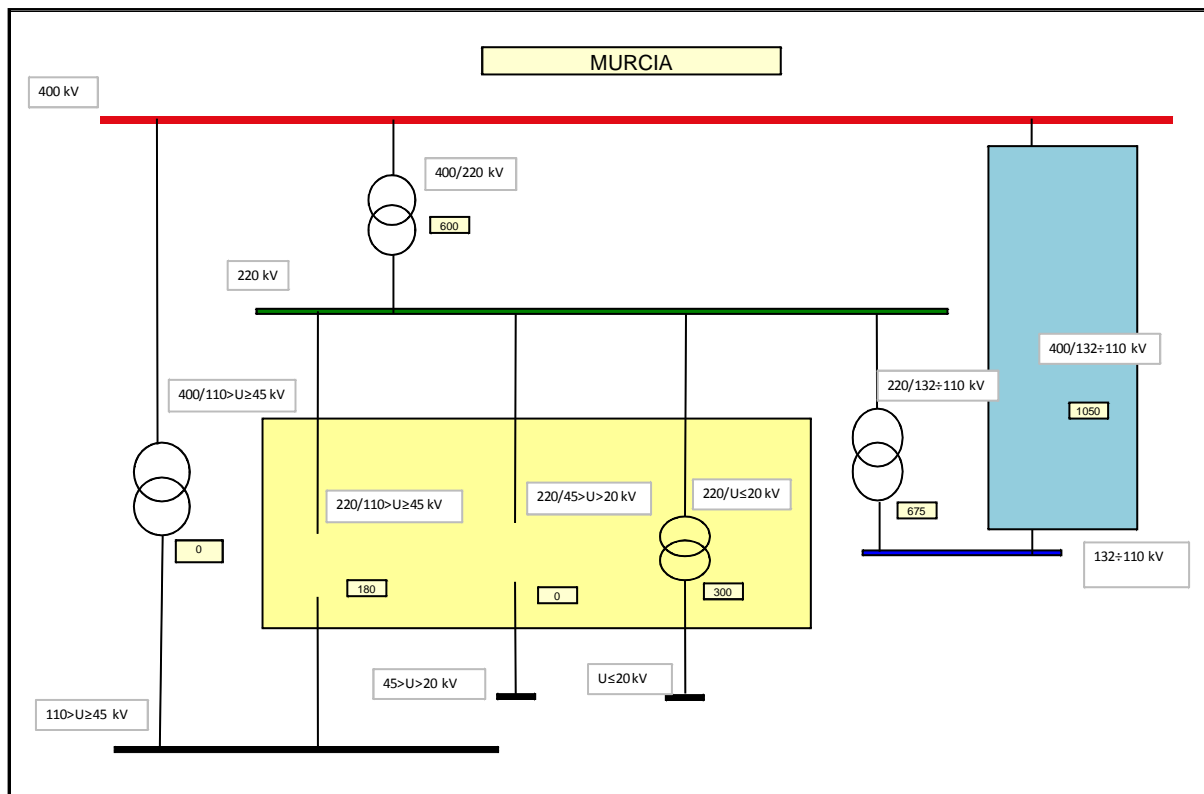 MURCIA
400 kV
400/220 kV
600
220 kV
400/132÷110 kV
400/110>U≥45 kV
220/132÷110 kV
1050
220/110>U≥45 kV
220/45>U>20 kV
220/U≤20 kV
675
0
132÷110 kV
180
0
300
45>U>20 kV
U≤20 kV
110>U≥45 kV